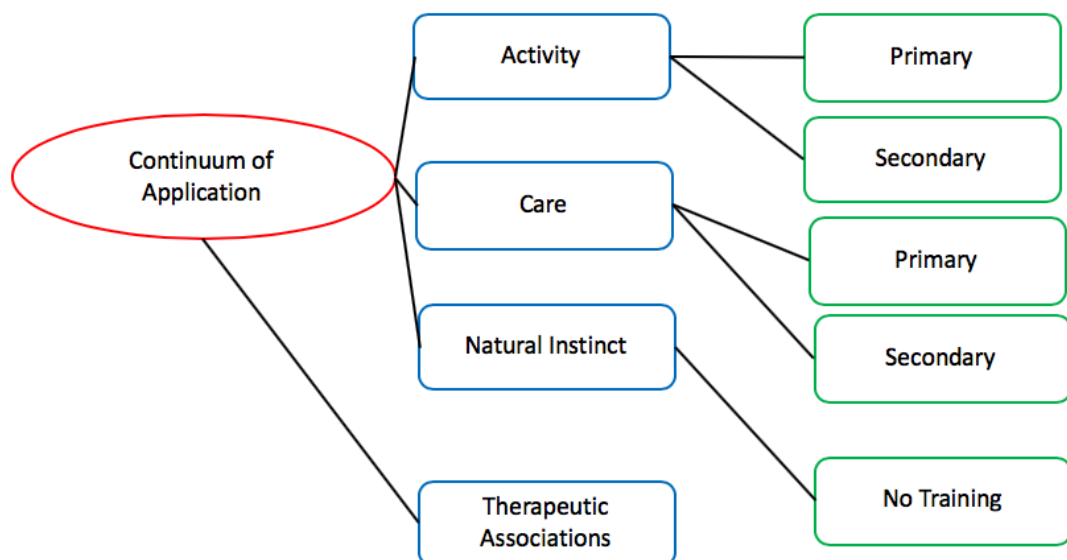 Continuum of
Application
Activity
Primary
Secondary
Care
Primary
Secondary
Natural Instinct
No Training
Therapeutic
Associations